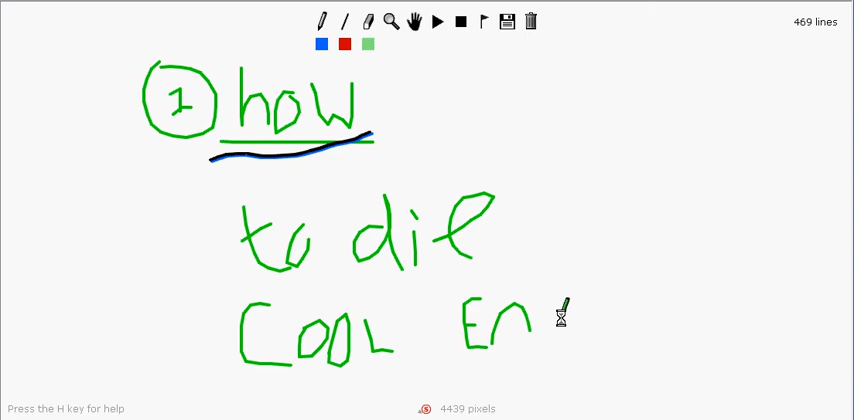 469 lines
1 how
to die
COOL En
Press the H key for help
4439 pixels